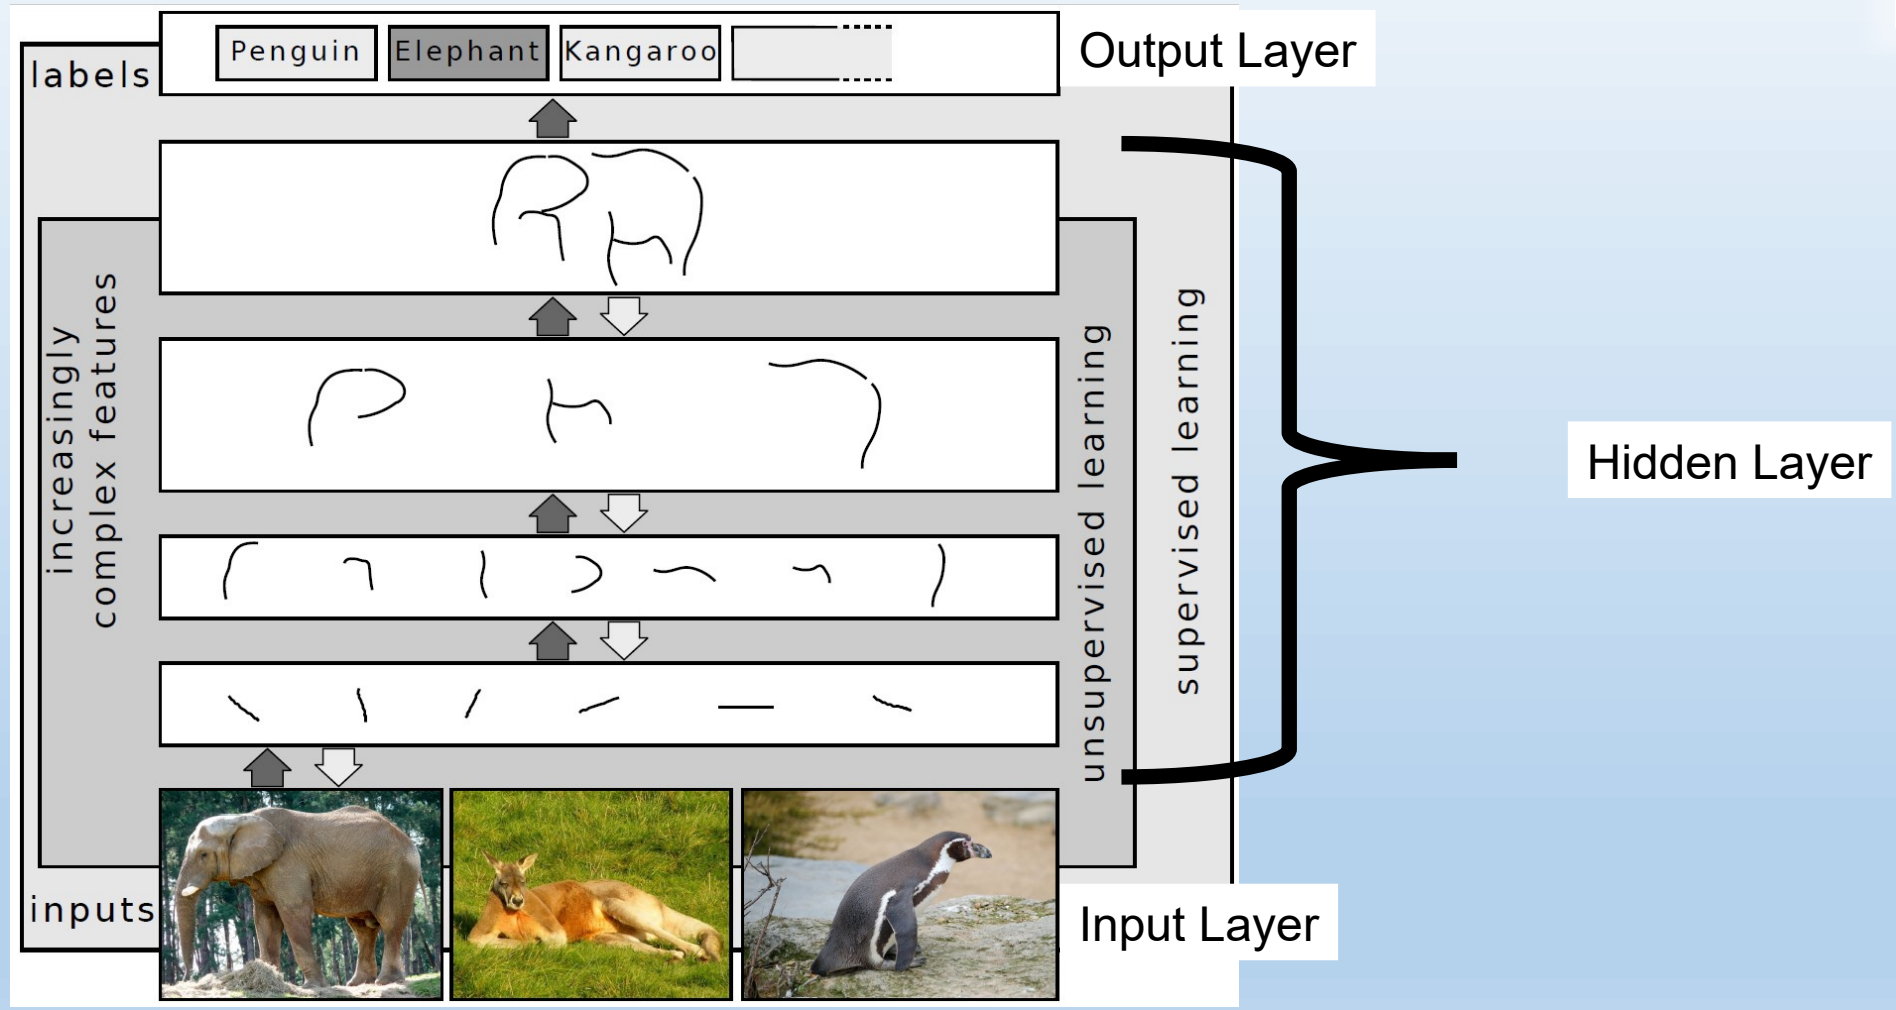 Penguin
Elephant
Kangaroo
Output Layer
labels
increasingly
complex features
unsupervised learning
supervised learning
Hidden Layer
inputs
Input Layer